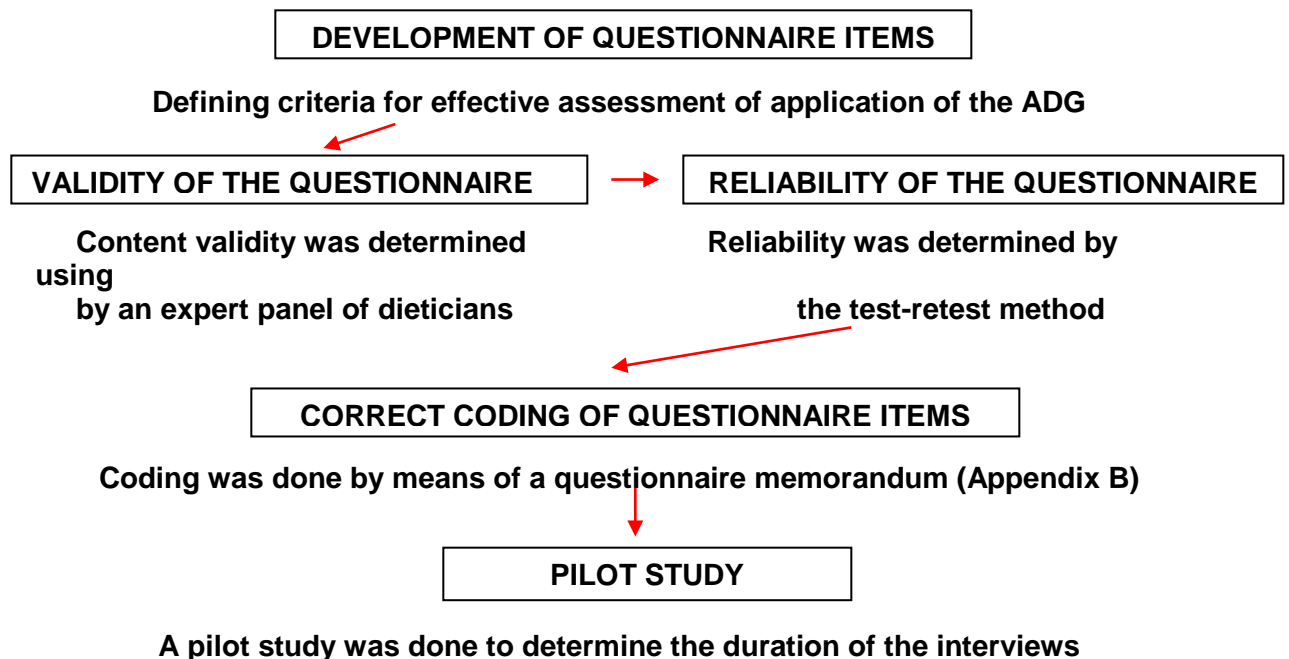 DEVELOPMENT OF QUESTIONNAIRE ITEMS
Defining criteria for effective assessment of application of the ADG
VALIDITY OF THE QUESTIONNAIRE
Content validity was determined
using
by an expert panel of dieticians
RELIABILITY OF THE QUESTIONNAIRE
Reliability was determined by
the test-retest method
CORRECT CODING OF QUESTIONNAIRE ITEMS
Coding was done by means of a questionnaire memorandum (Appendix B)
PILOT STUDY
A pilot study was done to determine the duration of the interviews